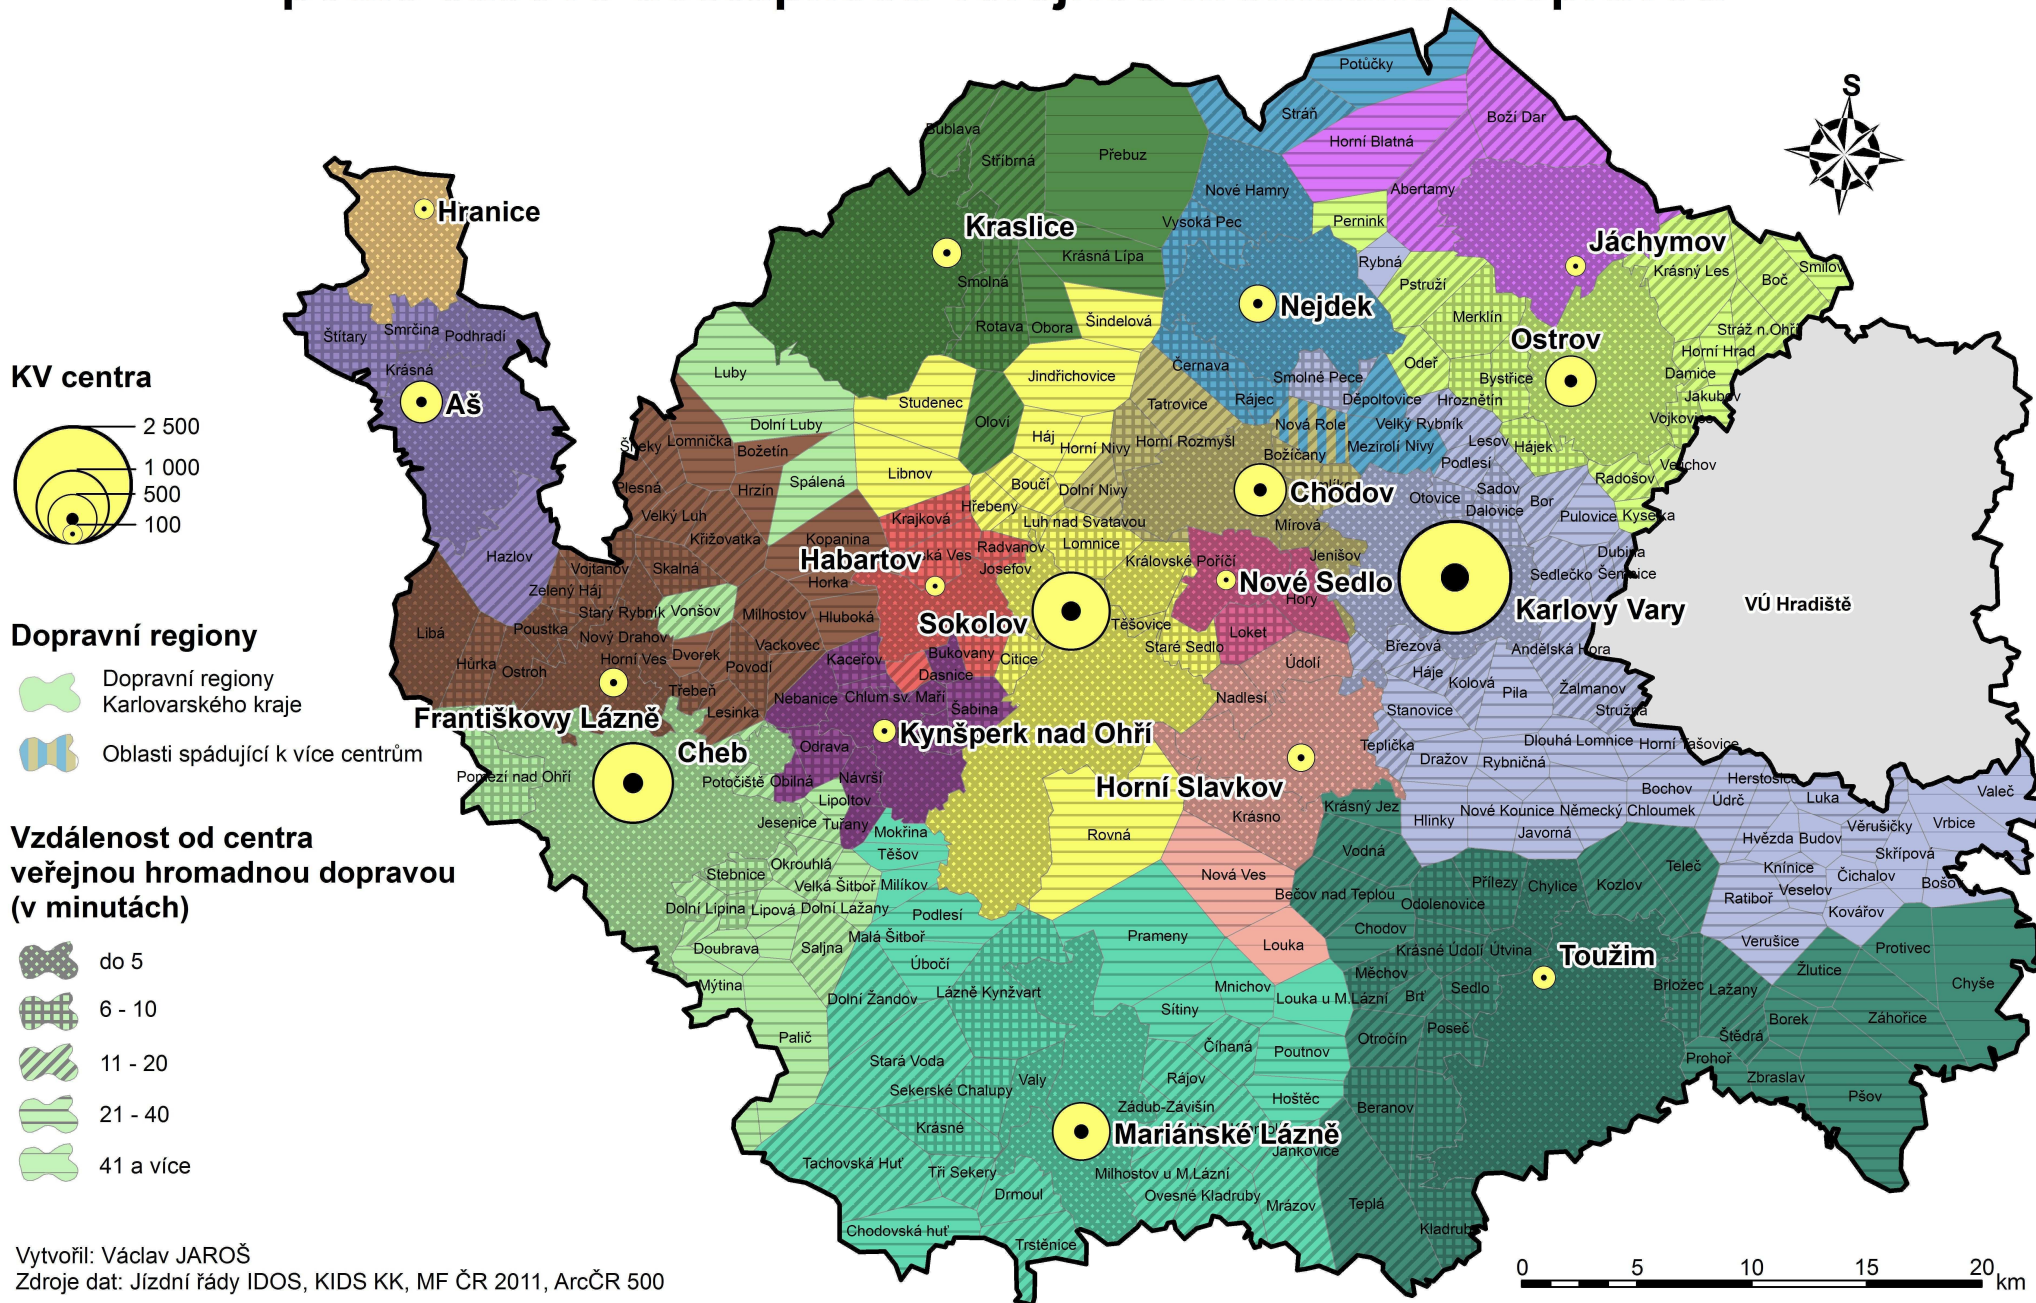 S
Potůčky
Stráň
Boží Dar
Horní Blatná
Bublava
Stříbrná
Přebuz
Nové Hamry
Abertamy
Vysoká Pec
Pernink
Hranice
Kraslice
Jáchymov
Krásná Lípa
Rybná
Krásný Les
Smilov
Boč
Smolná
Pstruží
Nejdek
Merklín
Štítary
Smrčina
Podhradí
Rotava
Obora
Šindelová
Ostrov
Stráž n.Ohří
Horní Hrad
Krásná
Černava
Odeř
Damice
KV centra
Luby
Jindřichovice
Smolné Pece
Bystřice
Aš
Studenec
Tatrovice
Rájec
Děpoltovice
Hroznětín
Jakubov
2 500
Dolní Luby
Oloví
Nová Role
Velký Rybník
Vojkovice
Lomnička
Háj
Horní Nivy
Horní Rozmyšl
Mezirolí
Nivy
Lesov
Hájek
Božetín
Božíčany
Podlesí
1 000
Libnov
Velichov
Plesná
Hrzín
Spálená
Boučí
Dolní Nivy
Chodov
Otovice
Sadov
Radošov
500
Hřebeny
Dalovice
Bor
Velký Luh
Krajková
Luh nad Svatavou
Mírová
Pulovice
Kyselka
100
Křižovatka
Kopanina
Radvanov
Lomnice
Jenišov
Dubina
Hazlov
Habartov
Josefov
Královské Poříčí
Vojtanov
Skalná
Horka
Nové Sedlo
Sedlečko
Šemnice
Zelený Háj
Hory
VÚ Hradiště
Starý Rybník
Vonšov
Milhostov
Hluboká
Sokolov
Těšovice
Karlovy Vary
Dopravní regiony
Libá
Poustka
Nový Drahov
Vackovec
Loket
Horní Ves
Dvorek
Kaceřov
Bukovany
Citice
Staré Sedlo
Březová
Andělská Hora
Hůrka
Ostroh
Povodí
Dasnice
Údolí
Háje
Kolová
Dopravní regiony
Karlovarského kraje
Třebeň
Nebanice
Chlum sv. Maří
Nadlesí
Pila
Žalmanov
Lesinka
Šabina
Stanovice
Stružná
Františkovy Lázně
Kynšperk nad Ohří
Oblasti spádující k více centrům
Cheb
Odrava
Teplička
Dlouhá Lomnice
Horní Tašovice
Pomezí nad Ohří
Potočiště
Obilná
Návrší
Dražov
Rybničná
Horní Slavkov
Bochov
Herstošice
Valeč
Lipoltov
Krásný Jez
Údrč
Luka
Vzdálenost od centra
veřejnou hromadnou dopravou
(v minutách)
Jesenice
Tuřany
Mokřina
Rovná
Krásno
Hlinky
Nové Kounice
Německý Chloumek
Javorná
Věrušičky
Vrbice
Okrouhlá
Těšov
Vodná
Hvězda
Budov
Skřípová
Stebnice
Velká Šitboř
Milíkov
Nová Ves
Přílezy
Chylice
Kozlov
Teleč
Knínice
Čichalov
Bošov
Dolní Lipina
Lipová
Dolní Lažany
Podlesí
Bečov nad Teplou
Odolenovice
Ratiboř
Veselov
Kovářov
Doubrava
Saljna
Malá Šitboř
Prameny
Louka
Chodov
Verušice
Protivec
do 5
Úbočí
Krásné Údolí
Útvina
Toužim
Žlutice
Mýtina
Dolní Žandov
Lázně Kynžvart
Mnichov
Louka u M.Lázní
Měchov
Brť
Sedlo
Brložec
Lažany
Chyše
6 - 10
Sítiny
Palič
Číhaná
Poutnov
Otročín
Poseč
Štědrá
Borek
Záhořice
11 - 20
Stará Voda
Prohoř
Sekerské Chalupy
Valy
Rájov
Hoštěc
Zbraslav
21 - 40
Krásné
Zádub-Závišín
Beranov
Pšov
Mariánské Lázně
Jankovice
41 a více
Tachovská Huť
Tři Sekery
Milhostov u M.Lázní
Drmoul
Ovesné Kladruby
Mrázov
Teplá
Chodovská huť
Trstěnice
Kladruby
Vytvořil: Václav JAROŠ
Zdroje dat: Jízdní řády IDOS, KIDS KK, MF ČR 2011, ArcČR 500
0 5 10 15 20 km